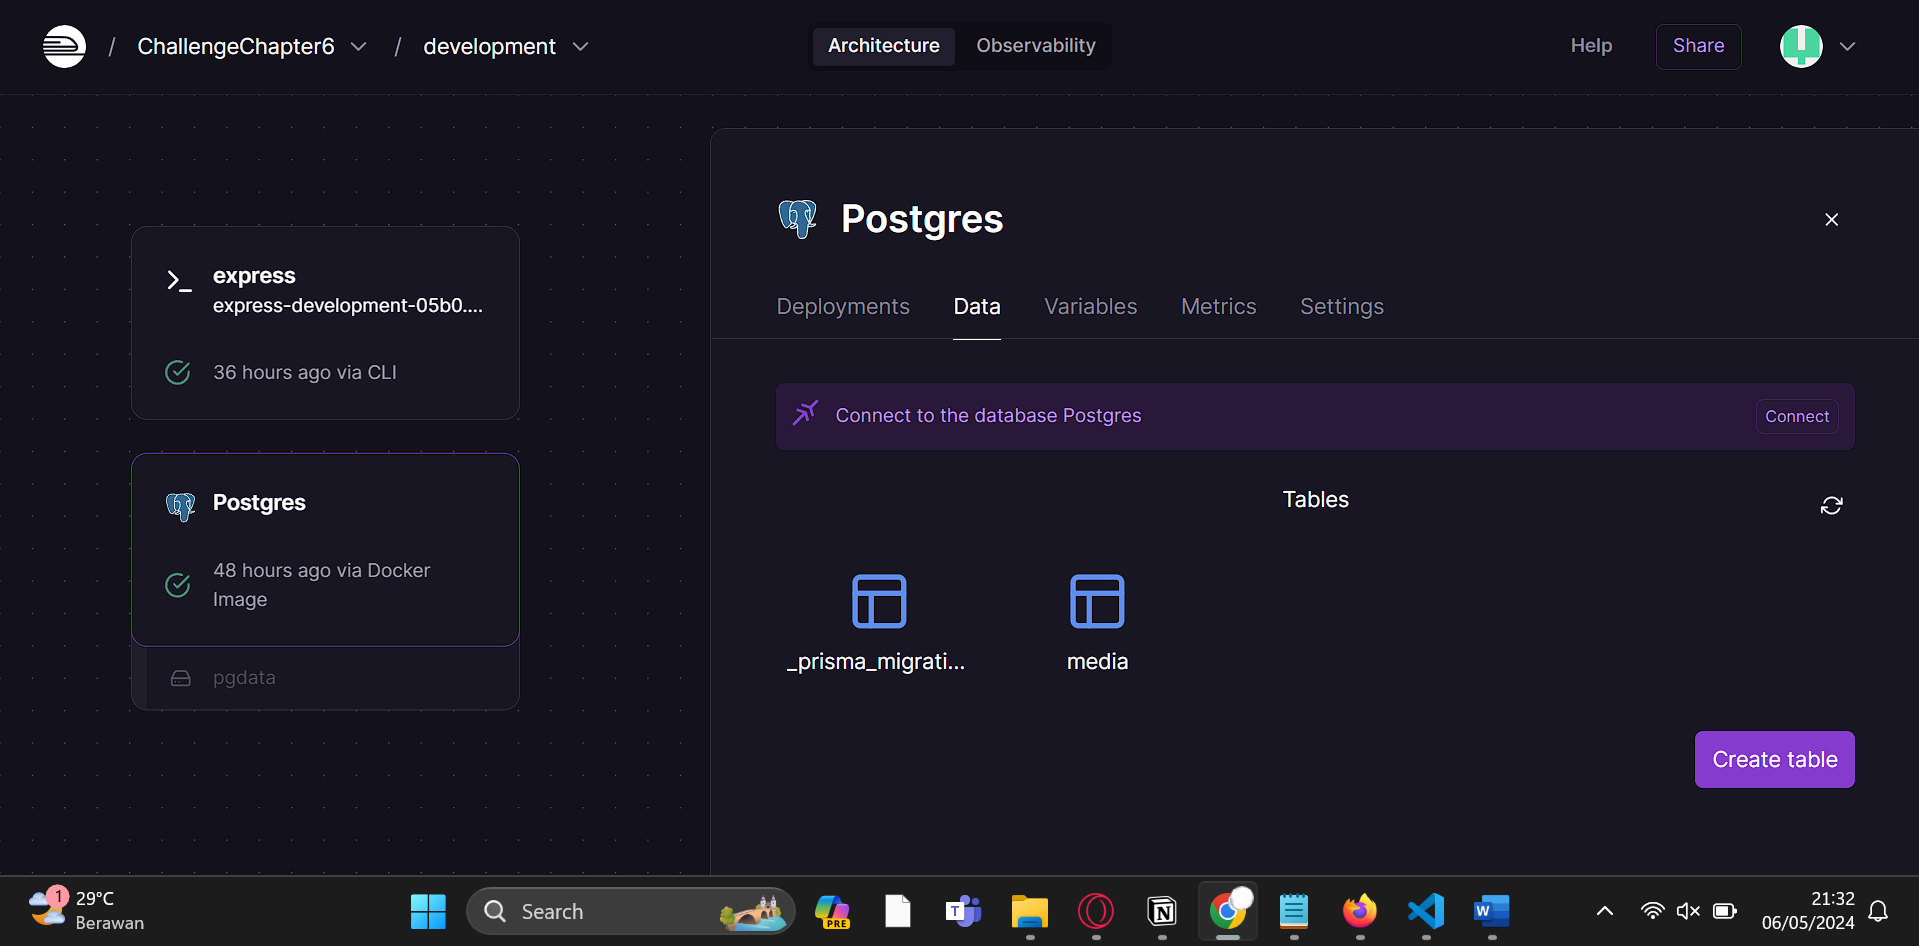 / ChallengeChapter6 / development
Architecture Observability
Help Share
express
express-development-05b0....
36 hours ago via CLI
Postgres
48 hours ago via Docker
Image
pgdata
Postgres
Deployments Data Variables Metrics Settings
Connect to the database Postgres Connect
Tables
_prisma_migrati...
media
Create table
1
29°C
Berawan
Search
PRE
T
N
W
21:32
06/05/2024